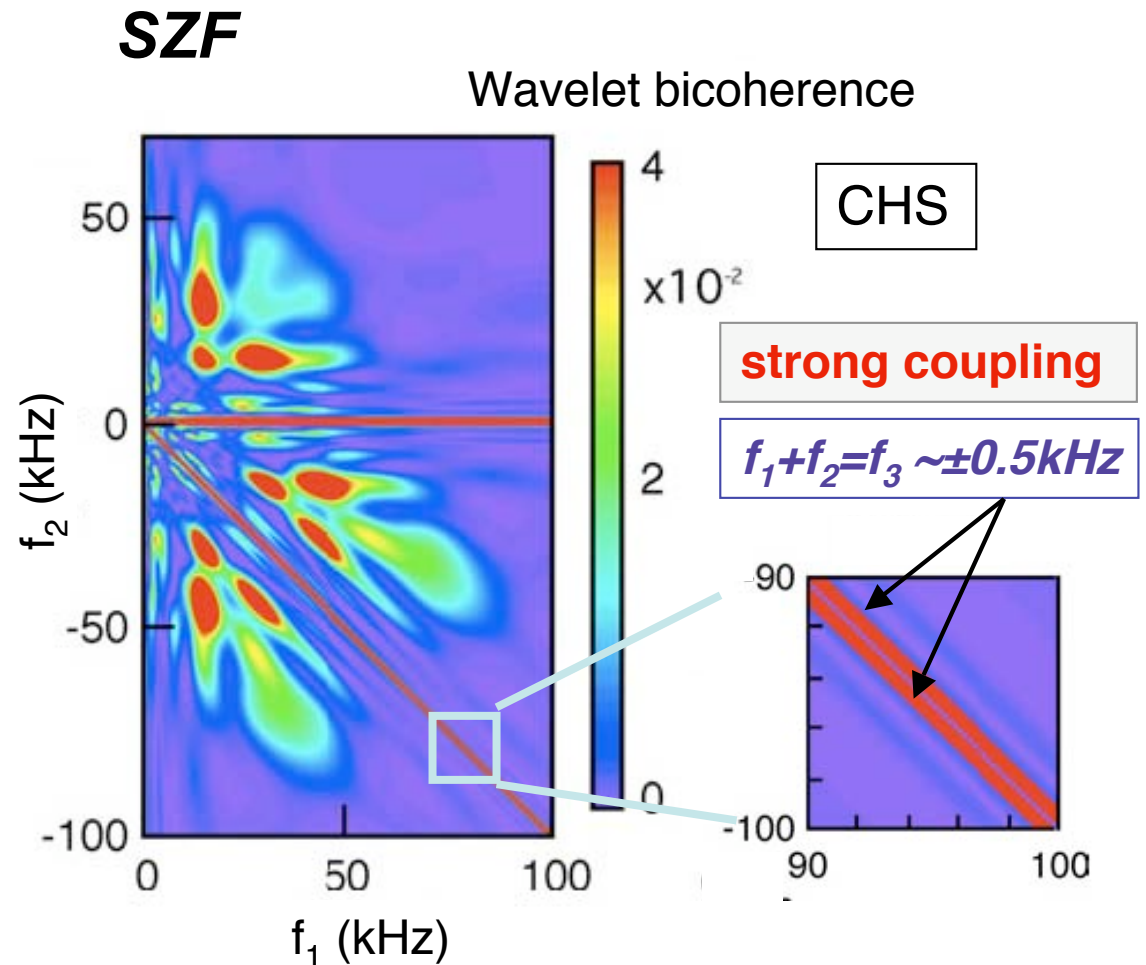 SZF
Wavelet bicoherence
CHS
strong coupling
f₁+f₂=f₃ ~±0.5kHz
f₂ (kHz)
50
0
-50
-100
0
50
100
f₁ (kHz)
4
x10⁻²
2
0
-90
-100
90
100